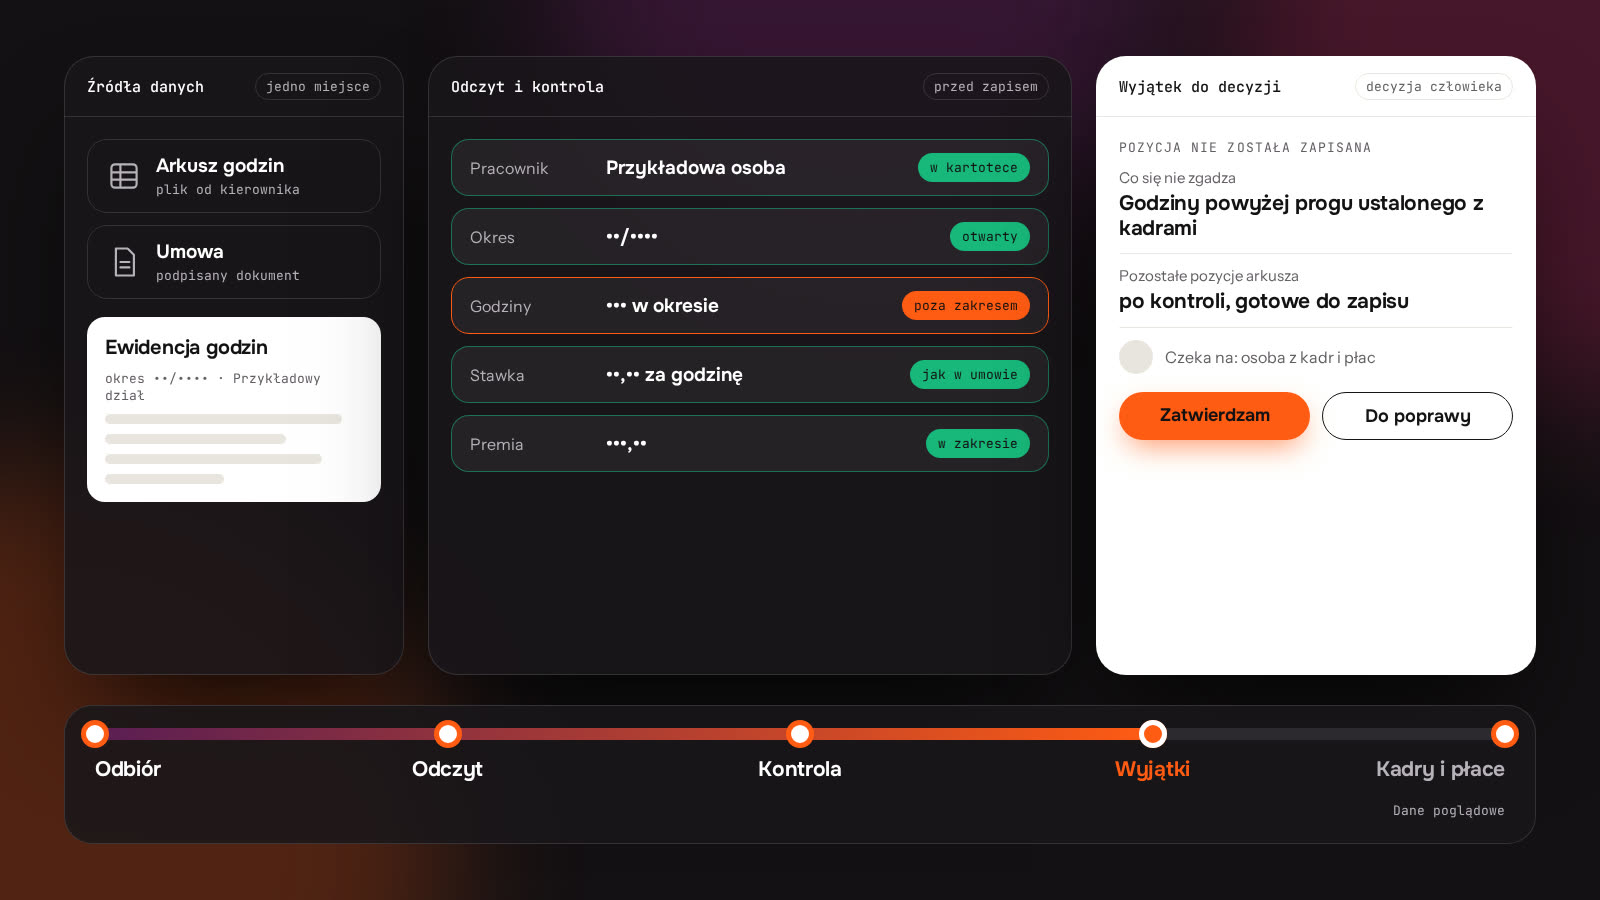 Źródła danych
jedno miejsce
Arkusz godzin
plik od kierownika
Umowa
podpisany dokument
Ewidencja godzin
okres ••/•••• · Przykładowy
dział
Odczyt i kontrola
przed zapisem
Pracownik
Przykładowa osoba
w kartotece
Okres
••/••••
otwarty
Godziny
••• w okresie
poza zakresem
Stawka
••,•• za godzinę
jak w umowie
Premia
•••,••
w zakresie
Wyjątek do decyzji
decyzja człowieka
POZYCJA NIE ZOSTAŁA ZAPISANA
Co się nie zgadza
Godziny powyżej progu ustalonego z
kadrami
Pozostałe pozycje arkusza
po kontroli, gotowe do zapisu
Czeka na: osoba z kadr i płac
Zatwierdzam
Do poprawy
Odbiór
Odczyt
Kontrola
Wyjątki
Kadry i płace
Dane poglądowe